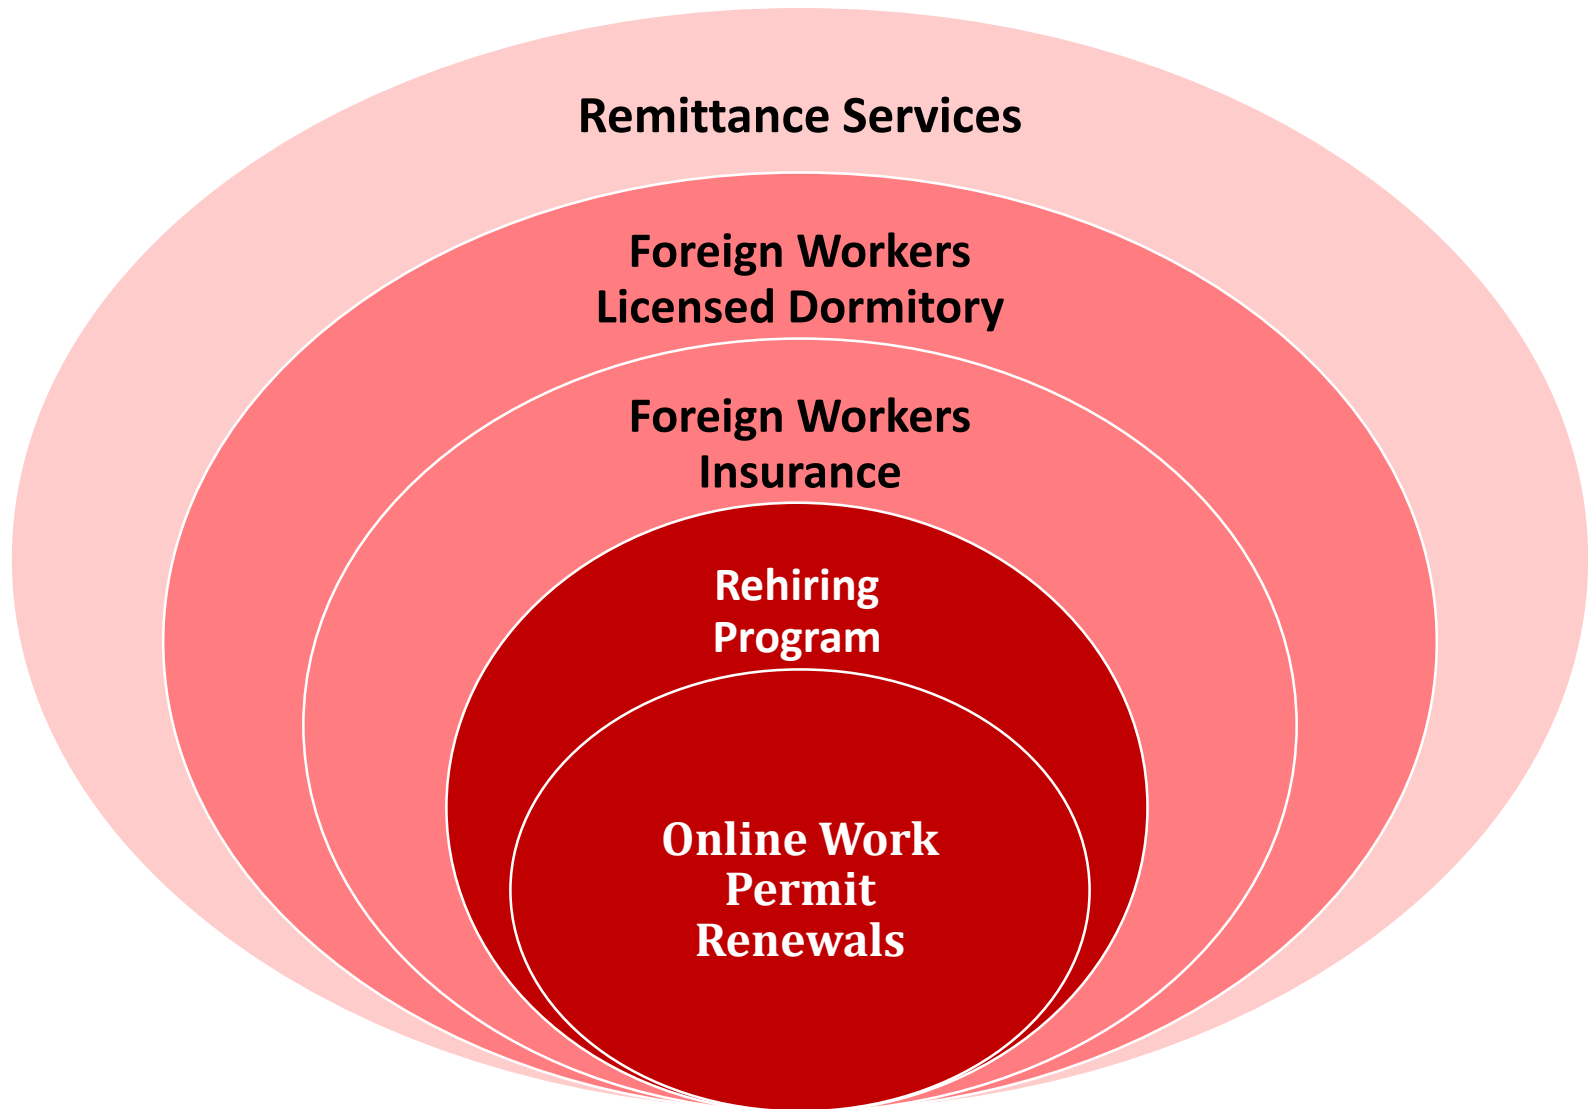 Remittance Services
Foreign Workers
Licensed Dormitory
Foreign Workers
Insurance
Rehiring
Program
Online Work
Permit
Renewals